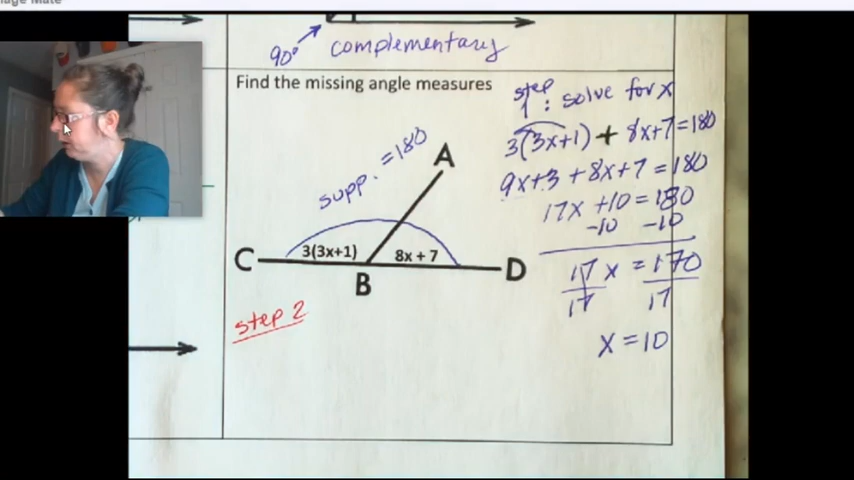 90° complementary
Find the missing angle measures
step 1: solve for x
3(3x+1) + 8x+7=180
9x+3 + 8x+7 = 180
17x +10 = 180
-10 -10
17x = 170
17 17
x = 10
supp. = 180
A
C 3(3x+1) 8x + 7 D
B
step 2